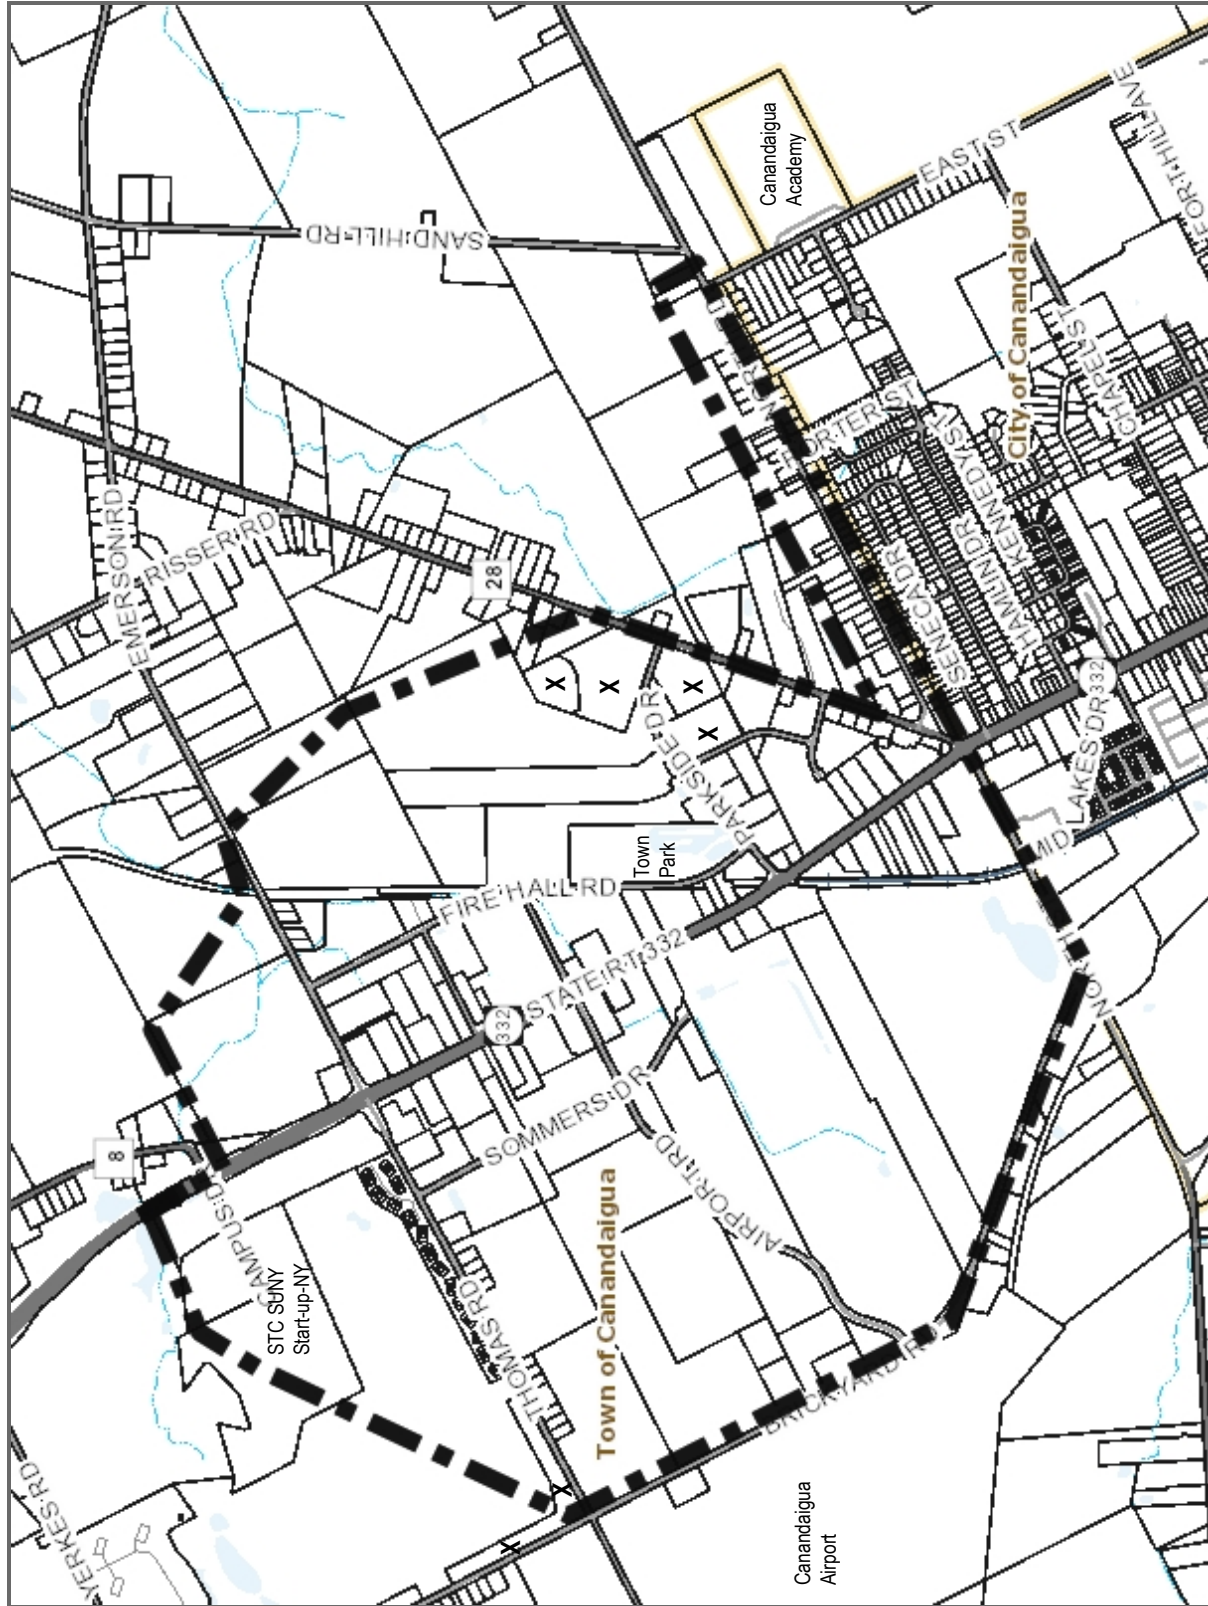 YERKES RD
8
EMERSON RD
RISSER RD
CAMPUS D
STC SUNY
Start-up-NY
SAND HILL RD
THOMAS RD
SOMMERS DR
332
FIRE HALL RD
28
X
X
X
X
X
X
STATE RT 332
Town of Canandaigua
Town
Park
PARKSIDE DR
AIRPORT RD
BRICKYARD R
Canandaigua
Airport
Canandaigua
Academy
PORTER ST
EAST ST
SENECA DR
HAMLIN DR
KENNEDY ST
City of Canandaigua
NORTH
MID LAKES DR
332
CHAPEL ST
FORT HILL AVE